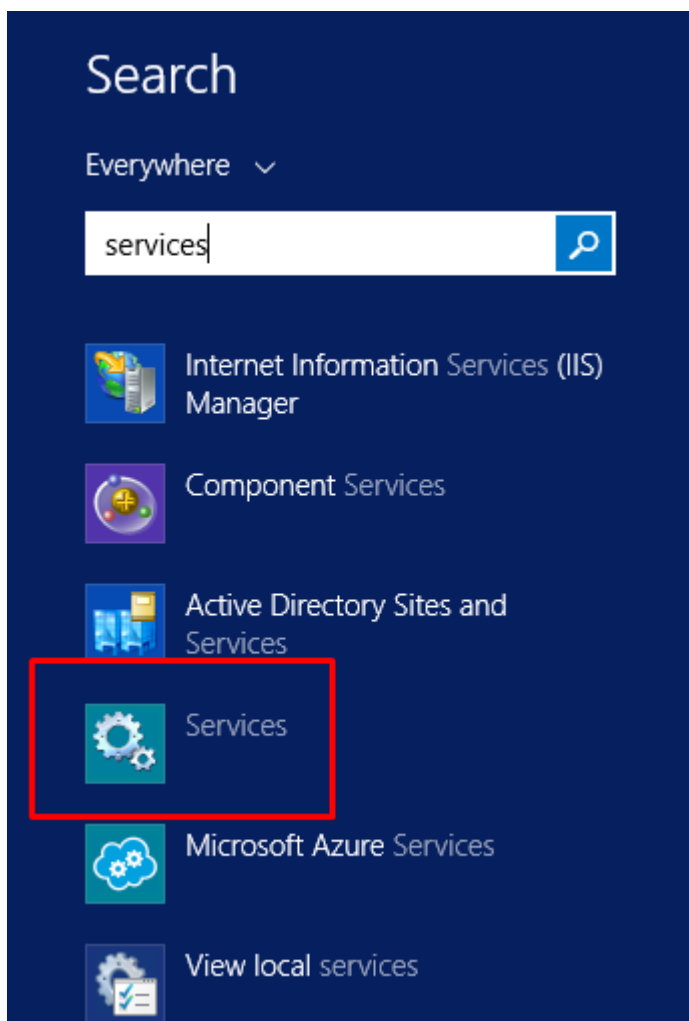 Search
Everywhere
services
Internet Information Services (IIS)
Manager
Component Services
Active Directory Sites and
Services
Services
Microsoft Azure Services
View local services